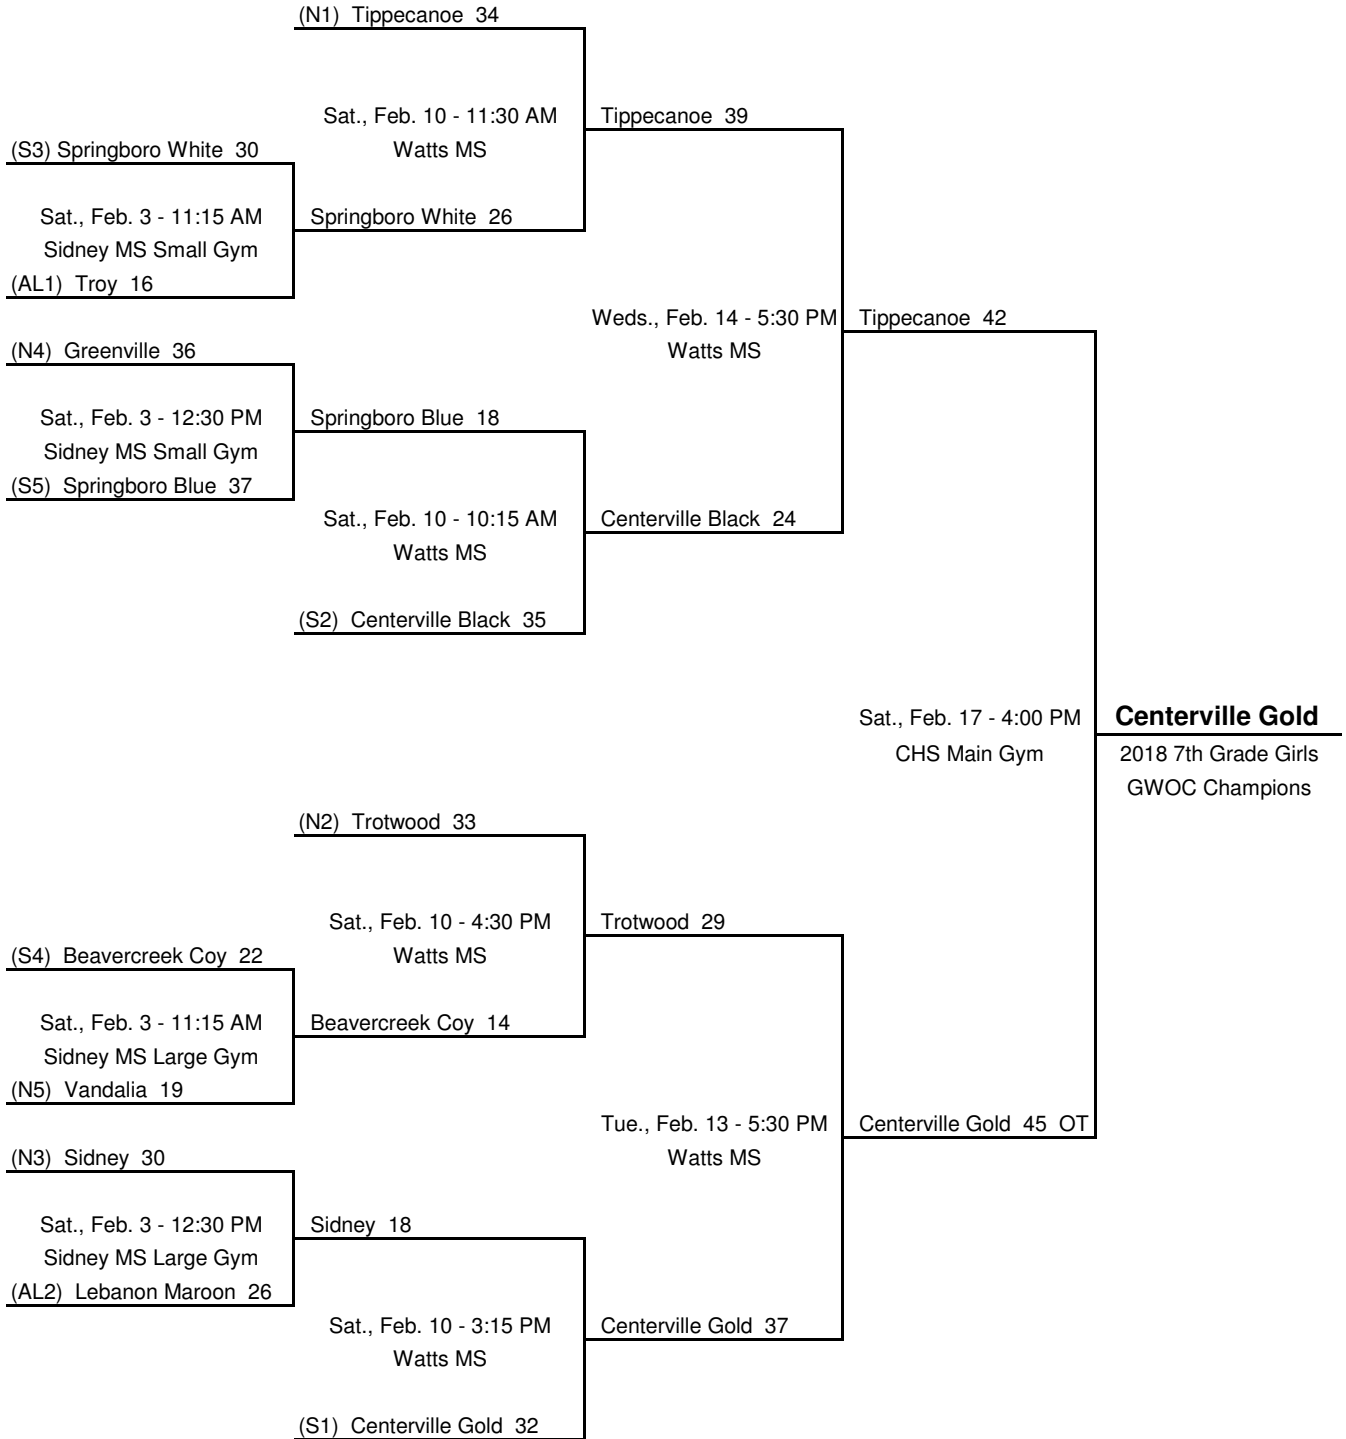 (N1)  Tippecanoe  34
Sat., Feb. 10 - 11:30 AM
Watts MS
Tippecanoe  39
(S3) Springboro White  30
Sat., Feb. 3 - 11:15 AM
Sidney MS Small Gym
Springboro White  26
(AL1)  Troy  16
Weds., Feb. 14 - 5:30 PM
Watts MS
Tippecanoe  42
(N4)  Greenville  36
Sat., Feb. 3 - 12:30 PM
Sidney MS Small Gym
Springboro Blue  18
(S5)  Springboro Blue  37
Sat., Feb. 10 - 10:15 AM
Watts MS
Centerville Black  24
(S2)  Centerville Black  35
Sat., Feb. 17 - 4:00 PM
CHS Main Gym
Centerville Gold
2018 7th Grade Girls
GWOC Champions
(N2)  Trotwood  33
Sat., Feb. 10 - 4:30 PM
Watts MS
Trotwood  29
(S4)  Beavercreek Coy  22
Sat., Feb. 3 - 11:15 AM
Sidney MS Large Gym
Beavercreek Coy  14
(N5)  Vandalia  19
Tue., Feb. 13 - 5:30 PM
Watts MS
Centerville Gold  45  OT
(N3)  Sidney  30
Sat., Feb. 3 - 12:30 PM
Sidney MS Large Gym
Sidney  18
(AL2)  Lebanon Maroon  26
Sat., Feb. 10 - 3:15 PM
Watts MS
Centerville Gold  37
(S1)  Centerville Gold  32